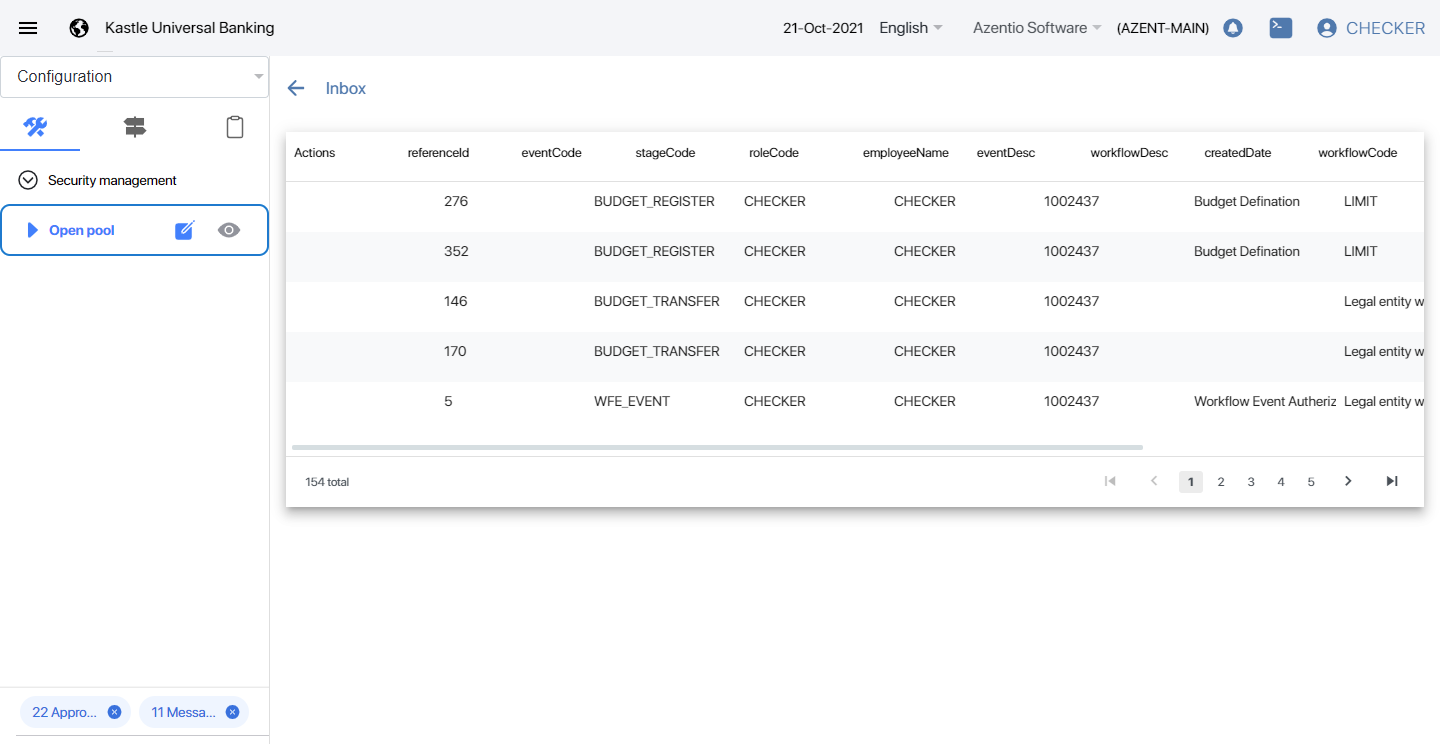 Kastle Universal Banking 21-Oct-2021 English Azentio Software (AZENT-MAIN) CHECKER
Configuration
Security management
Open pool
22 Appro... 11 Messa...
Inbox
Actions referenceId eventCode stageCode roleCode employeeName eventDesc workflowDesc createdDate workflowCode
276 BUDGET_REGISTER CHECKER CHECKER 1002437 Budget Defination LIMIT
352 BUDGET_REGISTER CHECKER CHECKER 1002437 Budget Defination LIMIT
146 BUDGET_TRANSFER CHECKER CHECKER 1002437 Legal entity w
170 BUDGET_TRANSFER CHECKER CHECKER 1002437 Legal entity w
5 WFE_EVENT CHECKER CHECKER 1002437 Workflow Event Autheriz Legal entity w
154 total 1 2 3 4 5